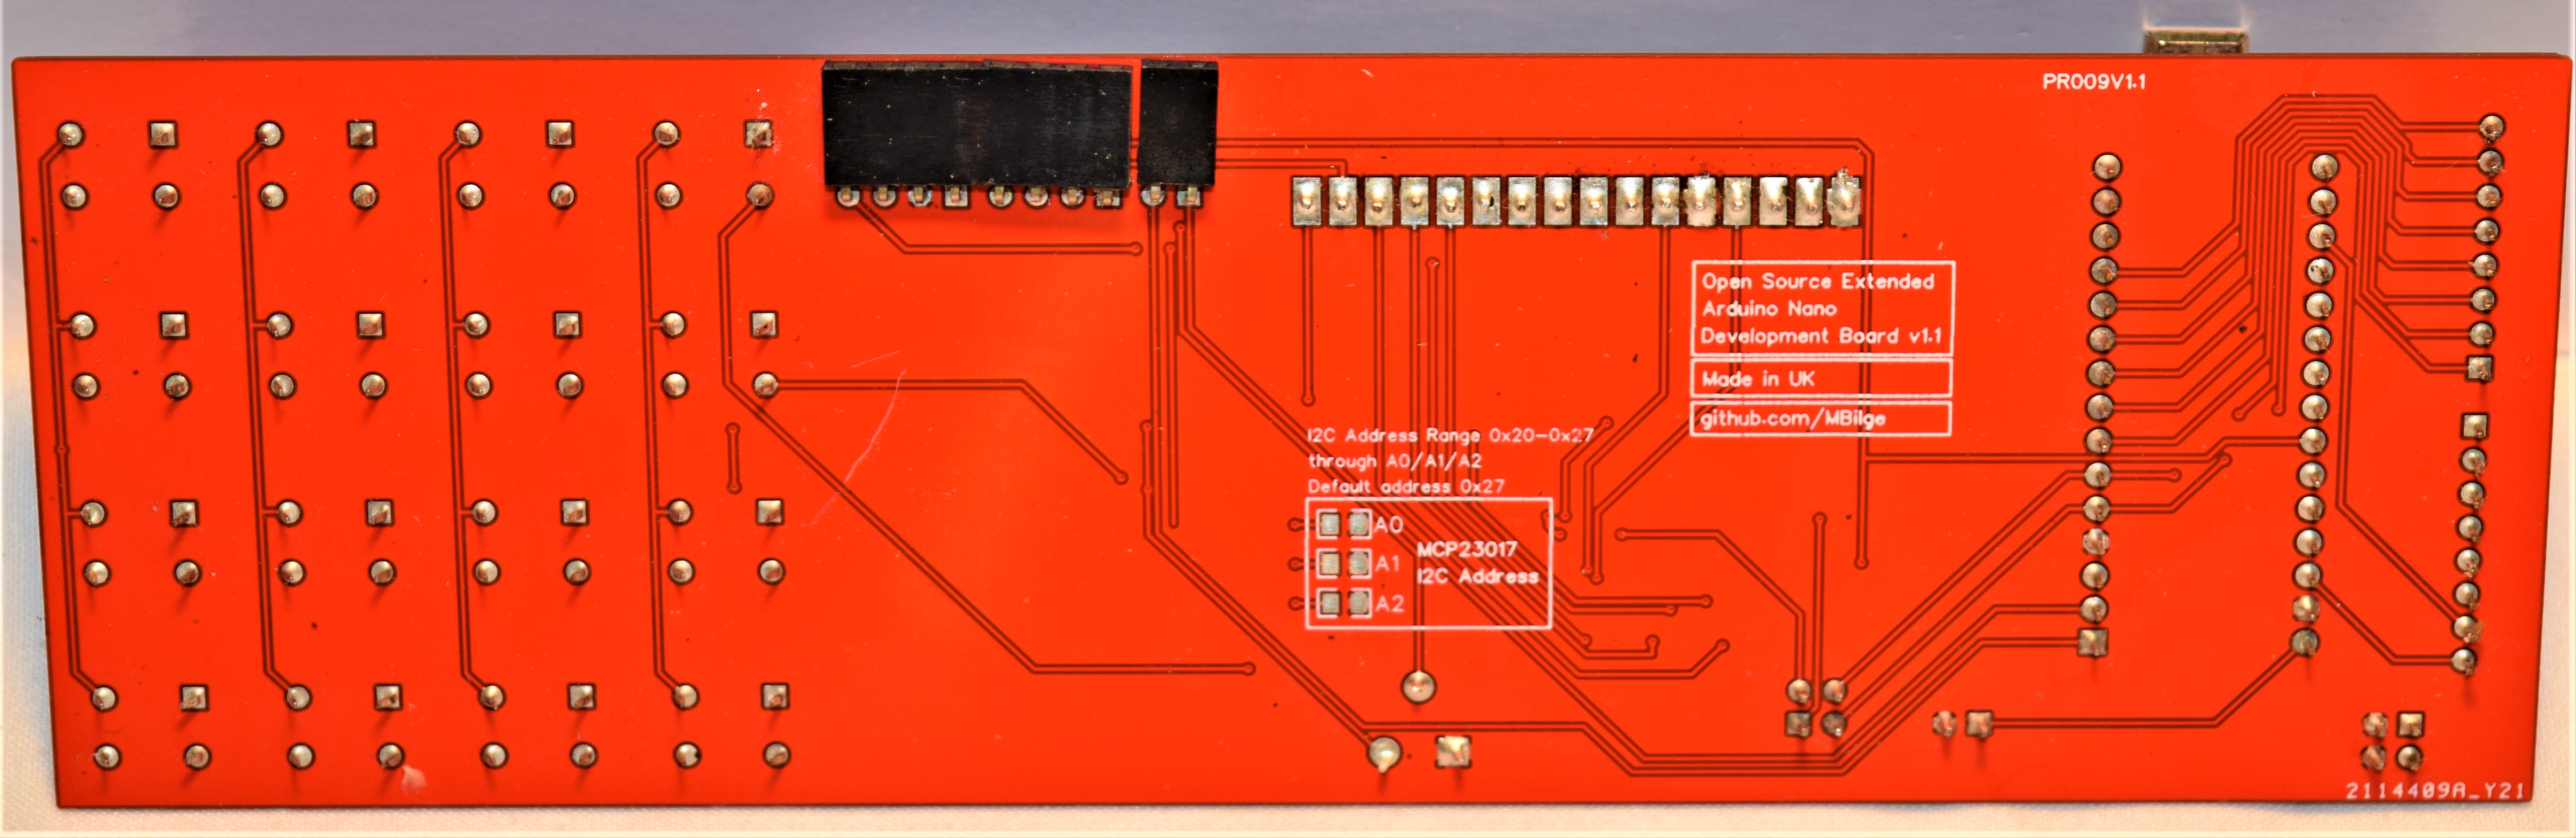 PR009V1.1
Open Source Extended
Arduino Nano
Development Board v1.1
Made in UK
github.com/MBilge
I2C Address Range 0x20-0x27
through A0/A1/A2
Default address 0x27
A0
A1
A2
MCP23017
I2C Address
2114409A_Y21